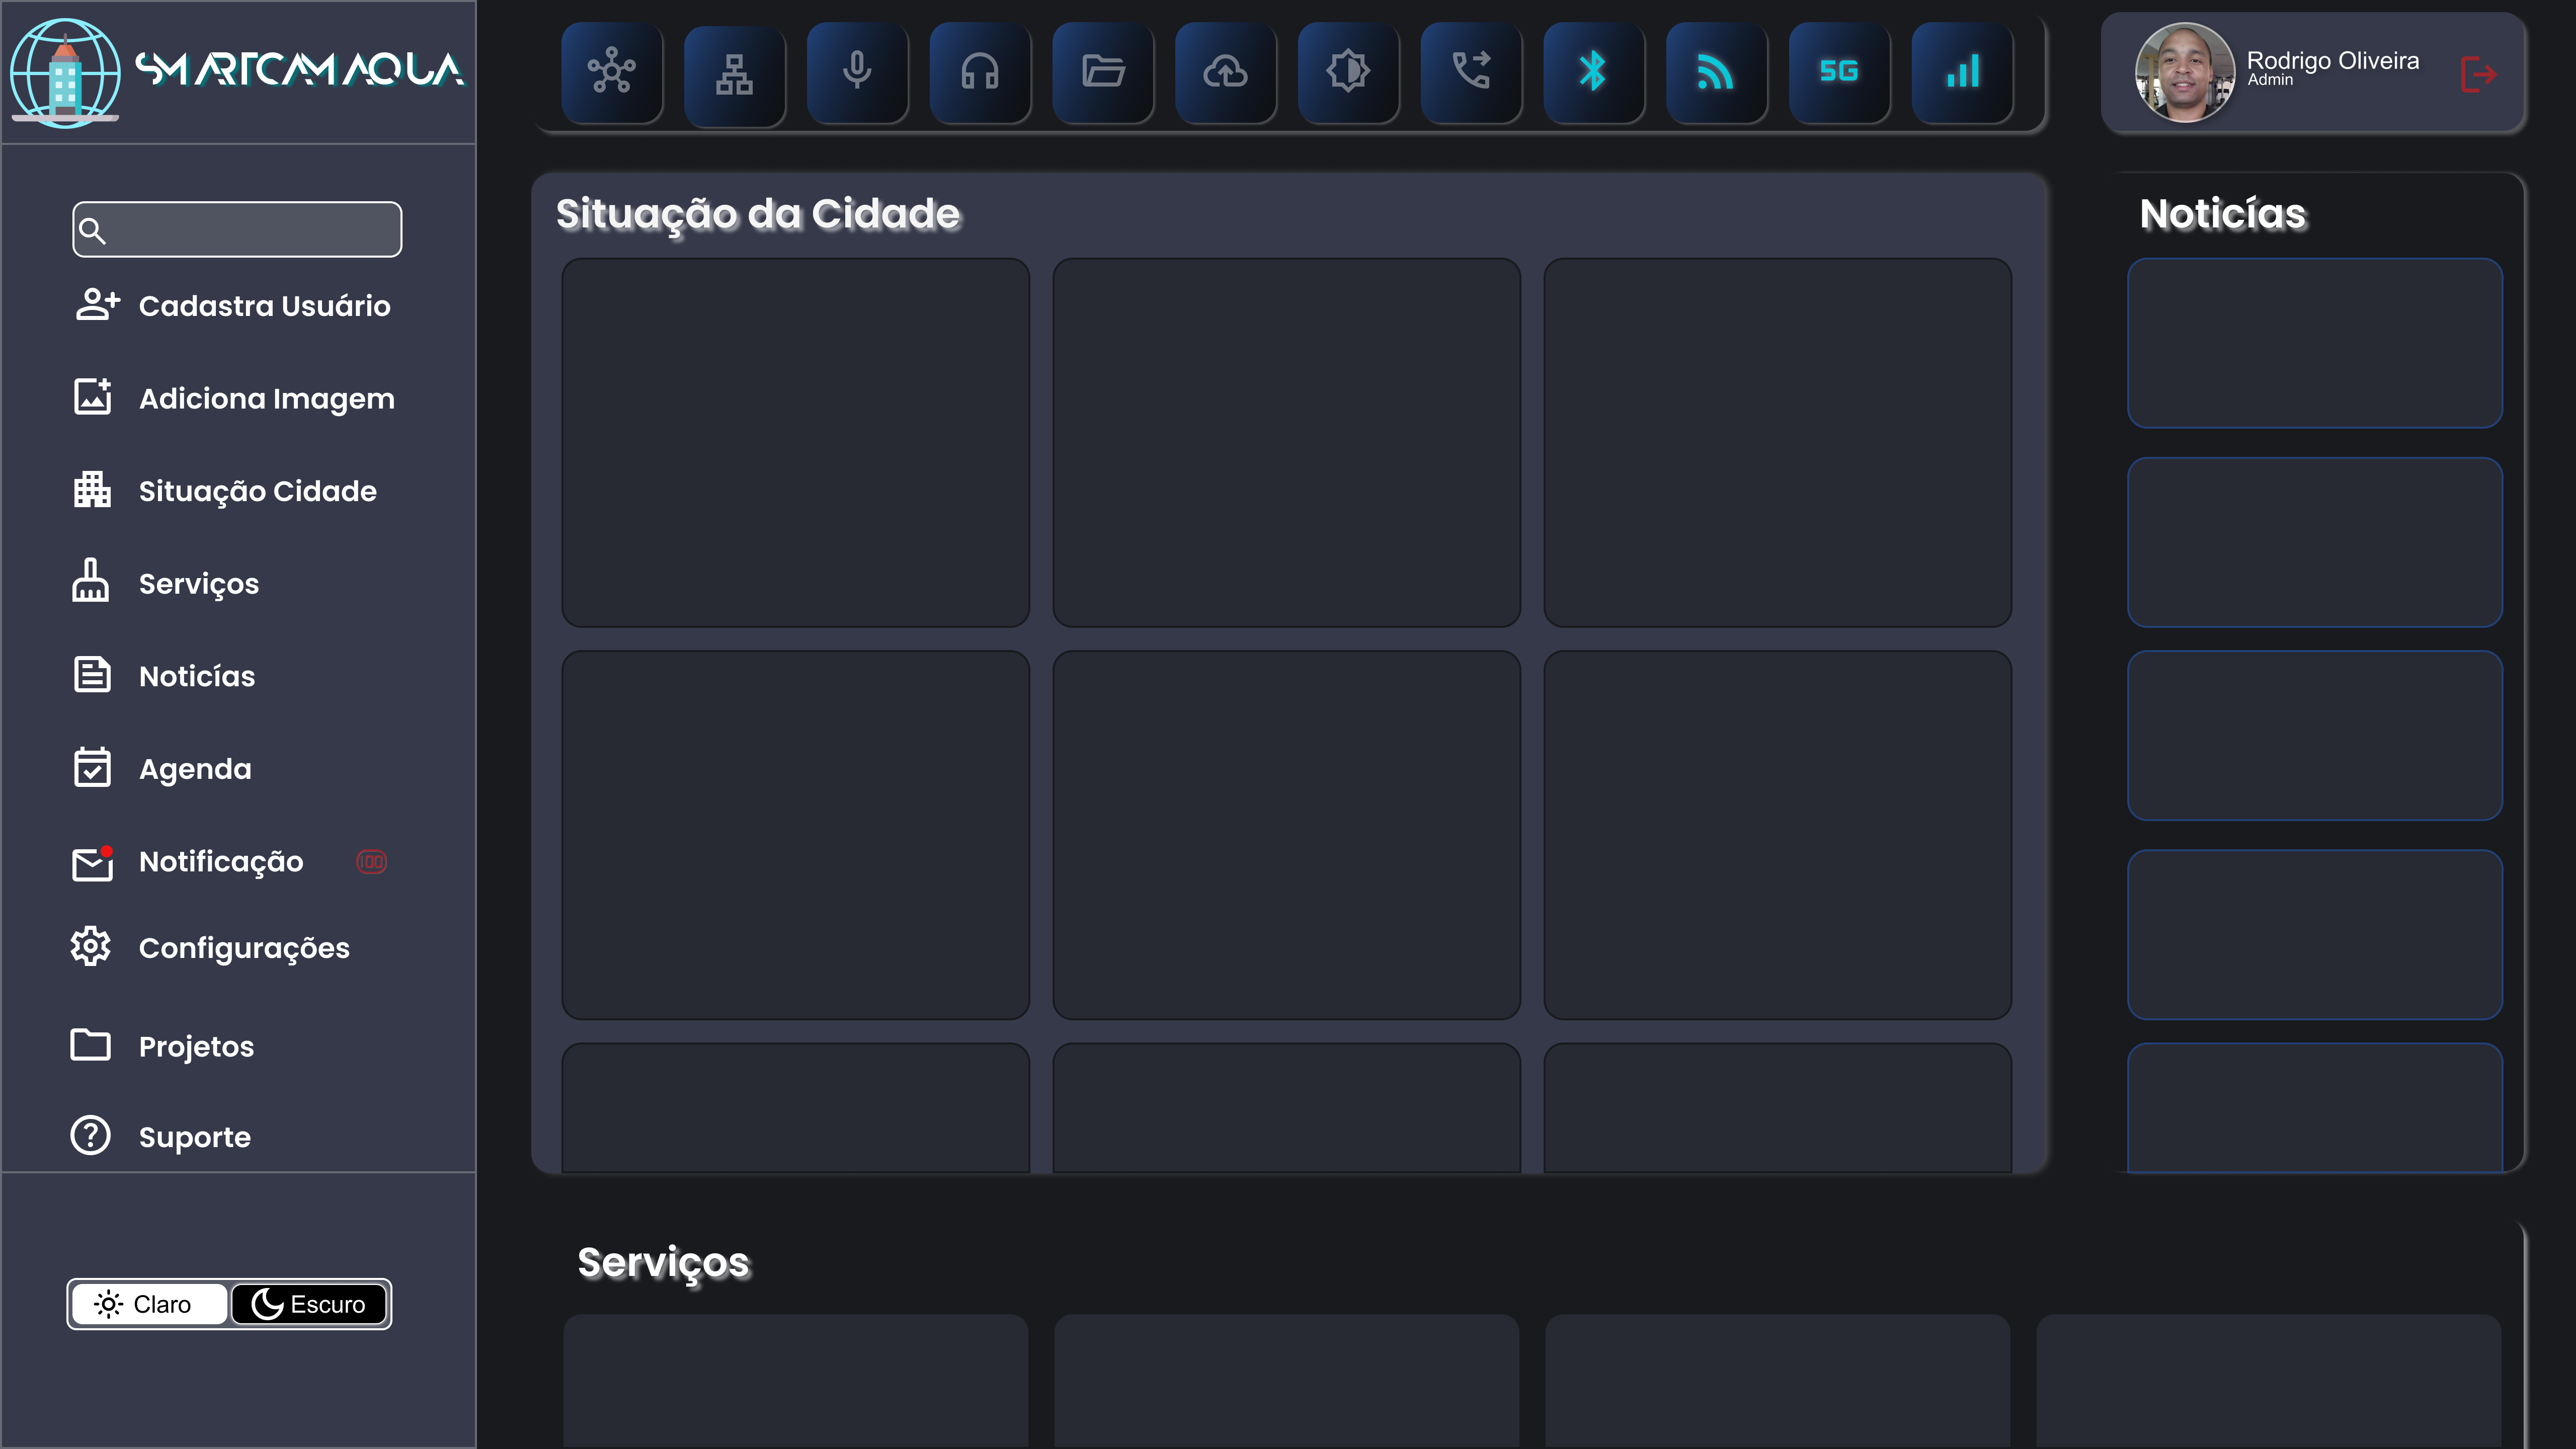 SMARTCAMAQUA
5G
Rodrigo Oliveira
Admin
Situação da Cidade
Noticías
Cadastra Usuário
Adiciona Imagem
Situação Cidade
Serviços
Noticías
Agenda
Notificação
100
Configurações
Projetos
Suporte
Claro
Escuro
Serviços